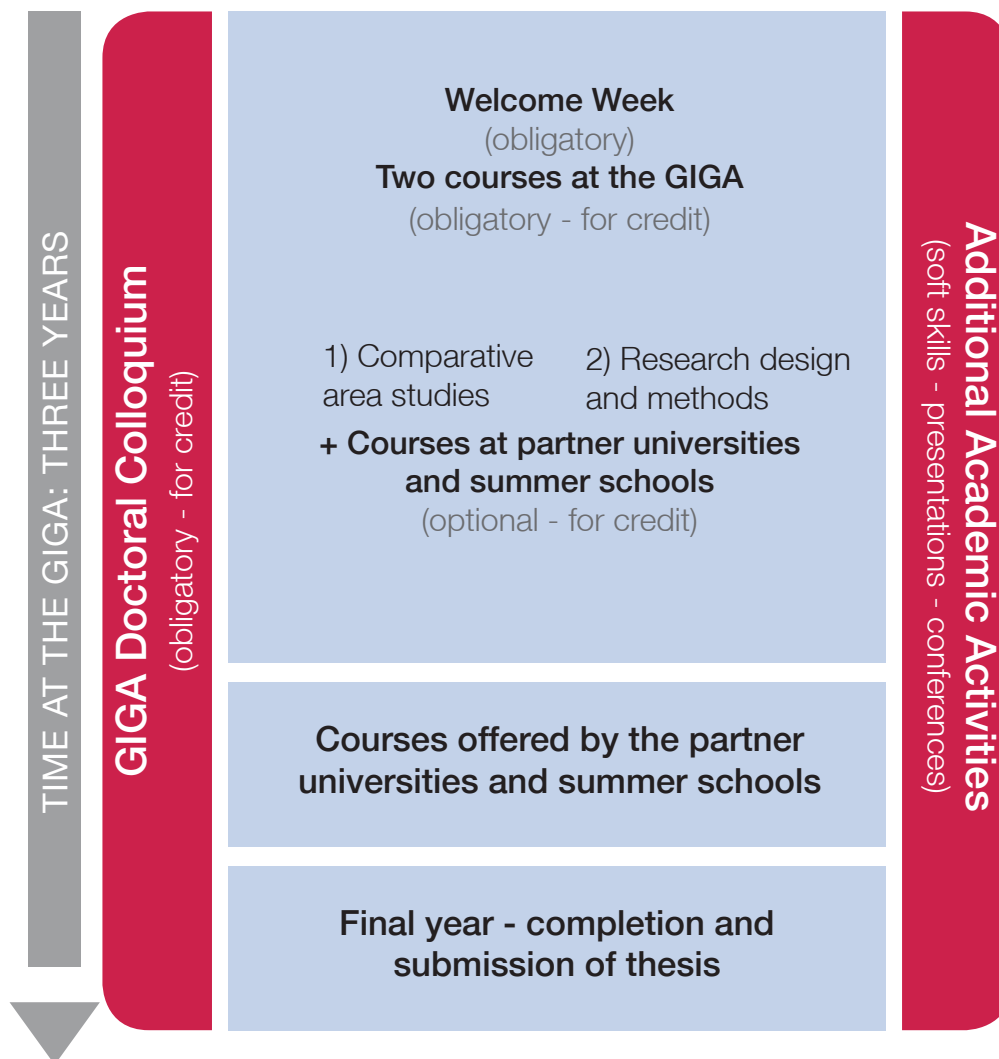 TIME AT THE GIGA: THREE YEARS
GIGA Doctoral Colloquium
(obligatory - for credit)
Welcome Week
(obligatory)
Two courses at the GIGA
(obligatory - for credit)
1) Comparative
area studies
2) Research design
and methods
+ Courses at partner universities
and summer schools
(optional - for credit)
Courses offered by the partner
universities and summer schools
Final year - completion and
submission of thesis
Additional Academic Activities
(soft skills - presentations - conferences)